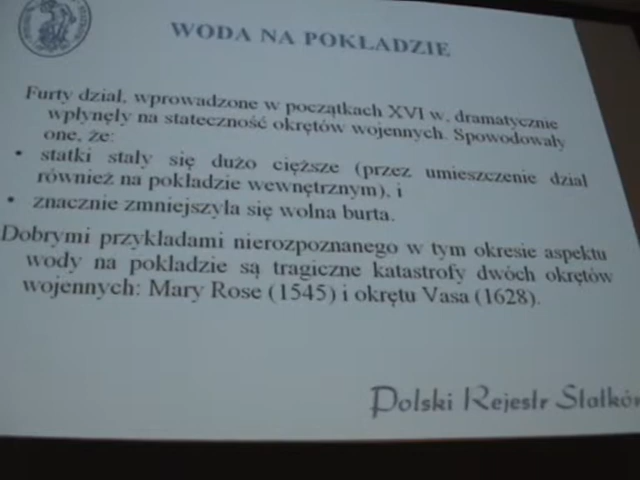 WODA NA POKŁADZIE
Furty dział, wprowadzone w początkach XVI w. dramatycznie
wpłynęły na stateczność okrętów wojennych. Spowodowały
one, że:
• statki stały się dużo cięższe (przez umieszczenie dział
również na pokładzie wewnętrznym), i
• znacznie zmniejszyła się wolna burta.
Dobrymi przykładami nierozpoznanego w tym okresie aspektu
wody na pokładzie są tragiczne katastrofy dwóch okrętów
wojennych: Mary Rose (1545) i okrętu Vasa (1628).
Polski Rejestr Statków